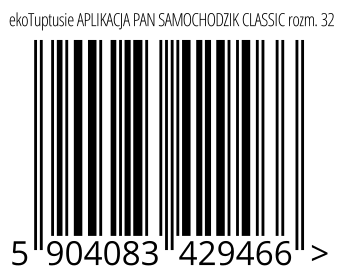 ekoTuptusie APLIKACJA PAN SAMOCHODZIK CLASSIC rozm. 32
5 904083 429466 >